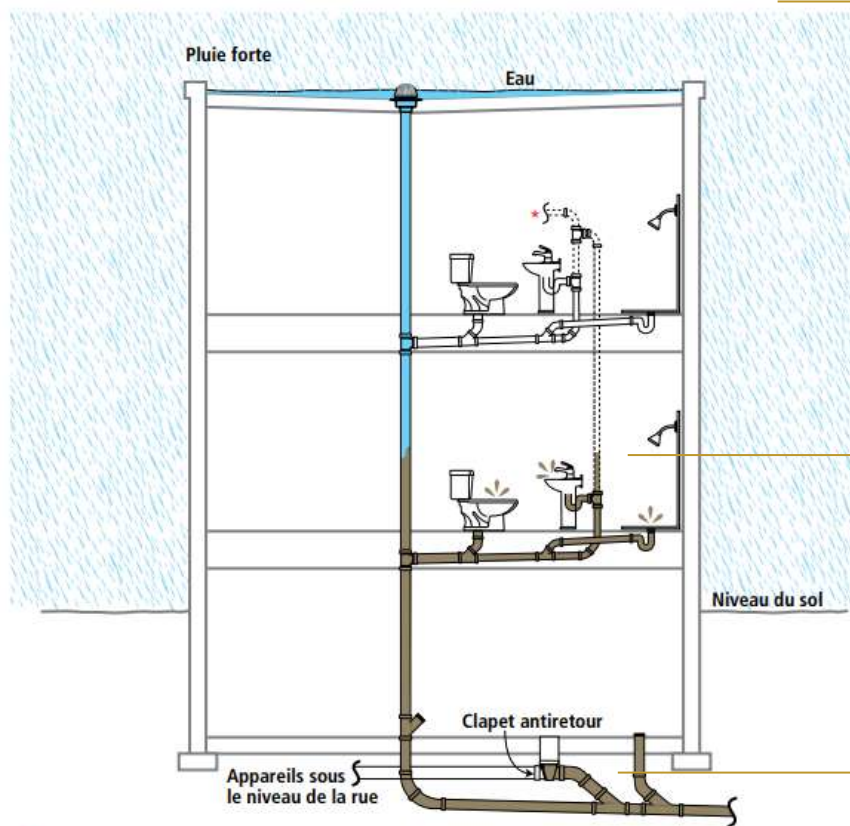 Pluie forte
Eau
*
Niveau du sol
Clapet antiretour
Appareils sous
le niveau de la rue